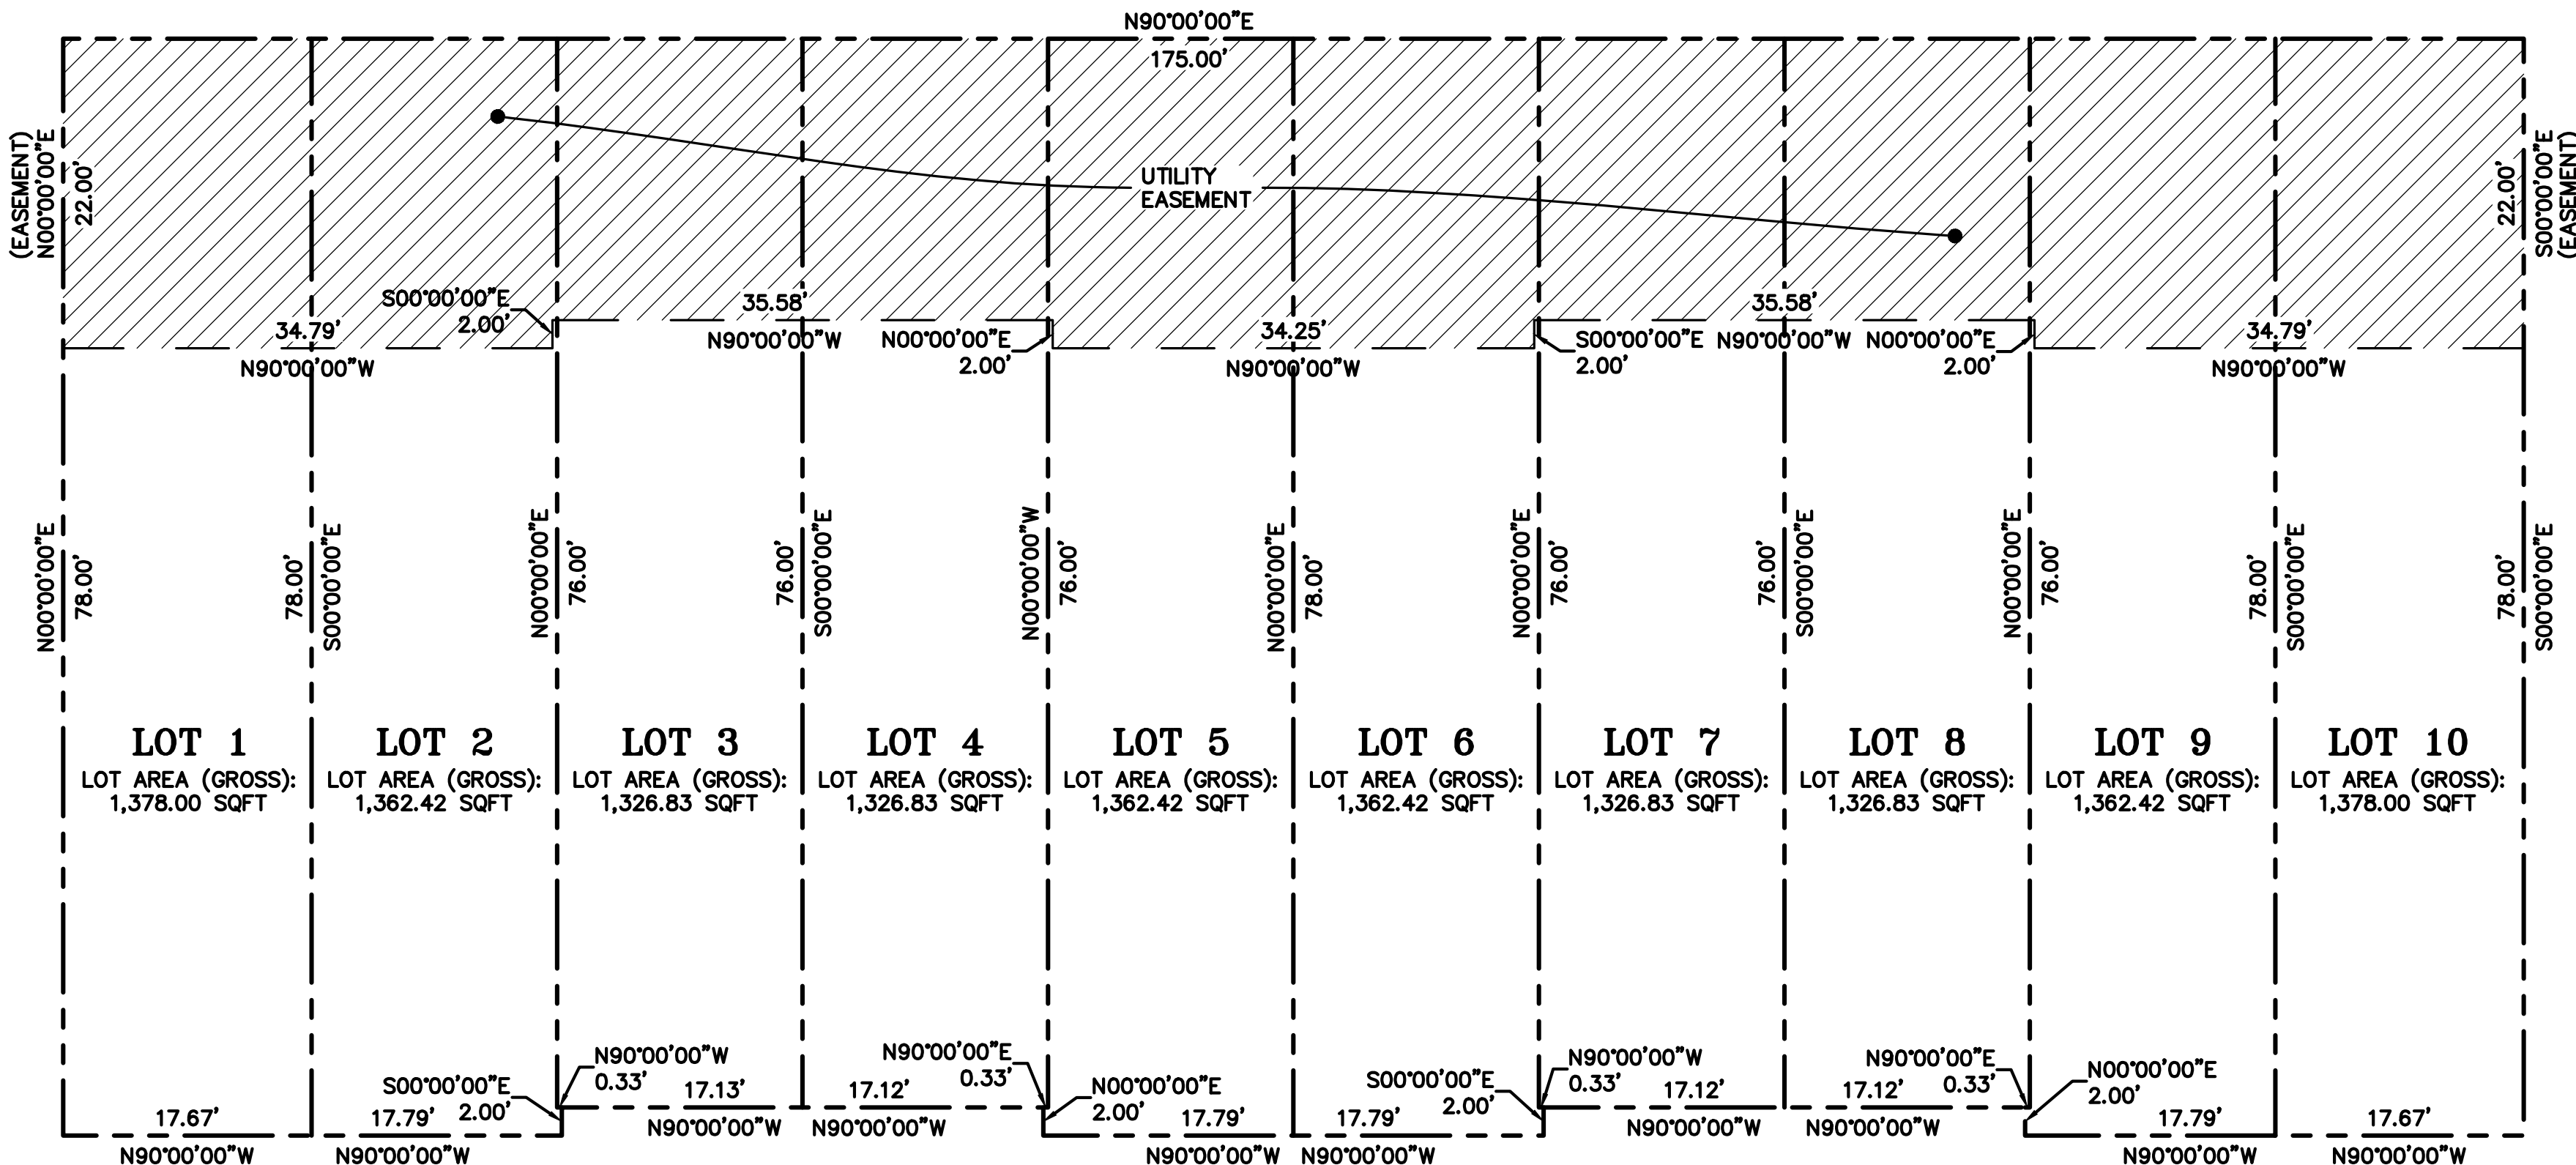 N90°00'00"E
175.00'
(EASEMENT)
N00°00'00"E
22.00'
UTILITY
EASEMENT
22.00'
S00°00'00"E
(EASEMENT)
S00°00'00"E
2.00'
34.79'
N90°00'00"W
35.58'
N90°00'00"W
N00°00'00"E
2.00'
34.25'
N90°00'00"W
S00°00'00"E
2.00'
35.58'
N90°00'00"W
N00°00'00"E
2.00'
34.79'
N90°00'00"W
N00°00'00"E
78.00'
78.00'
S00°00'00"E
N00°00'00"E
76.00'
76.00'
S00°00'00"E
N00°00'00"W
76.00'
N00°00'00"E
78.00'
N00°00'00"E
76.00'
76.00'
S00°00'00"E
N00°00'00"E
76.00'
78.00'
S00°00'00"E
78.00'
S00°00'00"E
LOT 1
LOT AREA (GROSS):
1,378.00 SQFT
LOT 2
LOT AREA (GROSS):
1,362.42 SQFT
LOT 3
LOT AREA (GROSS):
1,326.83 SQFT
LOT 4
LOT AREA (GROSS):
1,326.83 SQFT
LOT 5
LOT AREA (GROSS):
1,362.42 SQFT
LOT 6
LOT AREA (GROSS):
1,362.42 SQFT
LOT 7
LOT AREA (GROSS):
1,326.83 SQFT
LOT 8
LOT AREA (GROSS):
1,326.83 SQFT
LOT 9
LOT AREA (GROSS):
1,362.42 SQFT
LOT 10
LOT AREA (GROSS):
1,378.00 SQFT
17.67'
N90°00'00"W
17.79'
N90°00'00"W
S00°00'00"E
2.00'
N90°00'00"W
0.33'
17.13'
N90°00'00"W
17.12'
N90°00'00"W
N90°00'00"E
0.33'
N00°00'00"E
2.00'
17.79'
N90°00'00"W
17.79'
N90°00'00"W
S00°00'00"E
2.00'
N90°00'00"W
0.33'
17.12'
N90°00'00"W
17.12'
N90°00'00"W
N90°00'00"E
0.33'
N00°00'00"E
2.00'
17.79'
N90°00'00"W
17.67'
N90°00'00"W